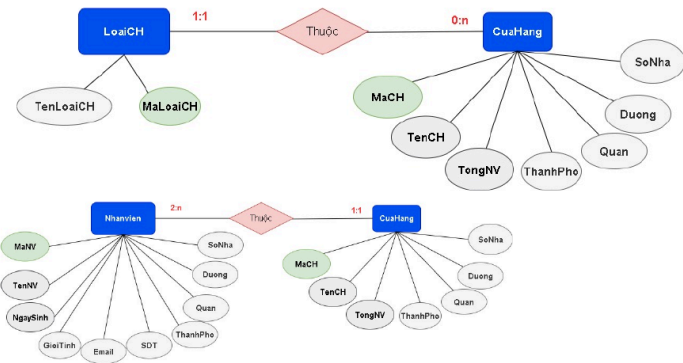 1:1
0:n
LoaiCH
Thuộc
CuaHang
TenLoaiCH
MaLoaiCH
SoNha
MaCH
Duong
TenCH
Quan
TongNV
ThanhPho
2:n
1:1
Nhanvien
Thuộc
CuaHang
MaNV
SoNha
SoNha
MaCH
Duong
Duong
TenNV
TenCH
Quan
Quan
NgaySinh
TongNV
ThanhPho
ThanhPho
GioiTinh
Email
SDT